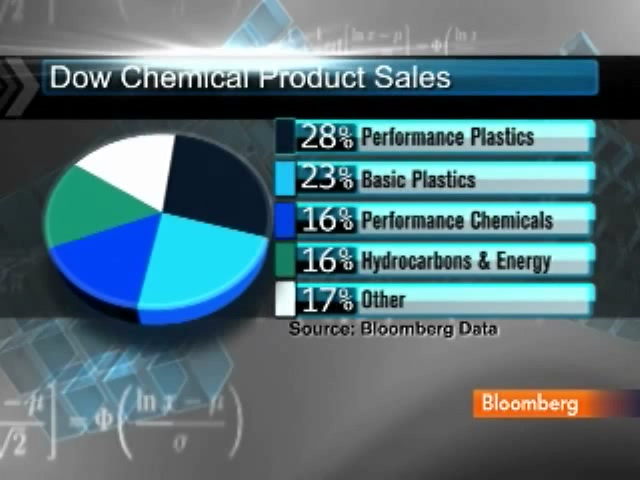 Dow Chemical Product Sales
28% Performance Plastics
23% Basic Plastics
16% Performance Chemicals
16% Hydrocarbons & Energy
17% Other
Source: Bloomberg Data
Bloomberg